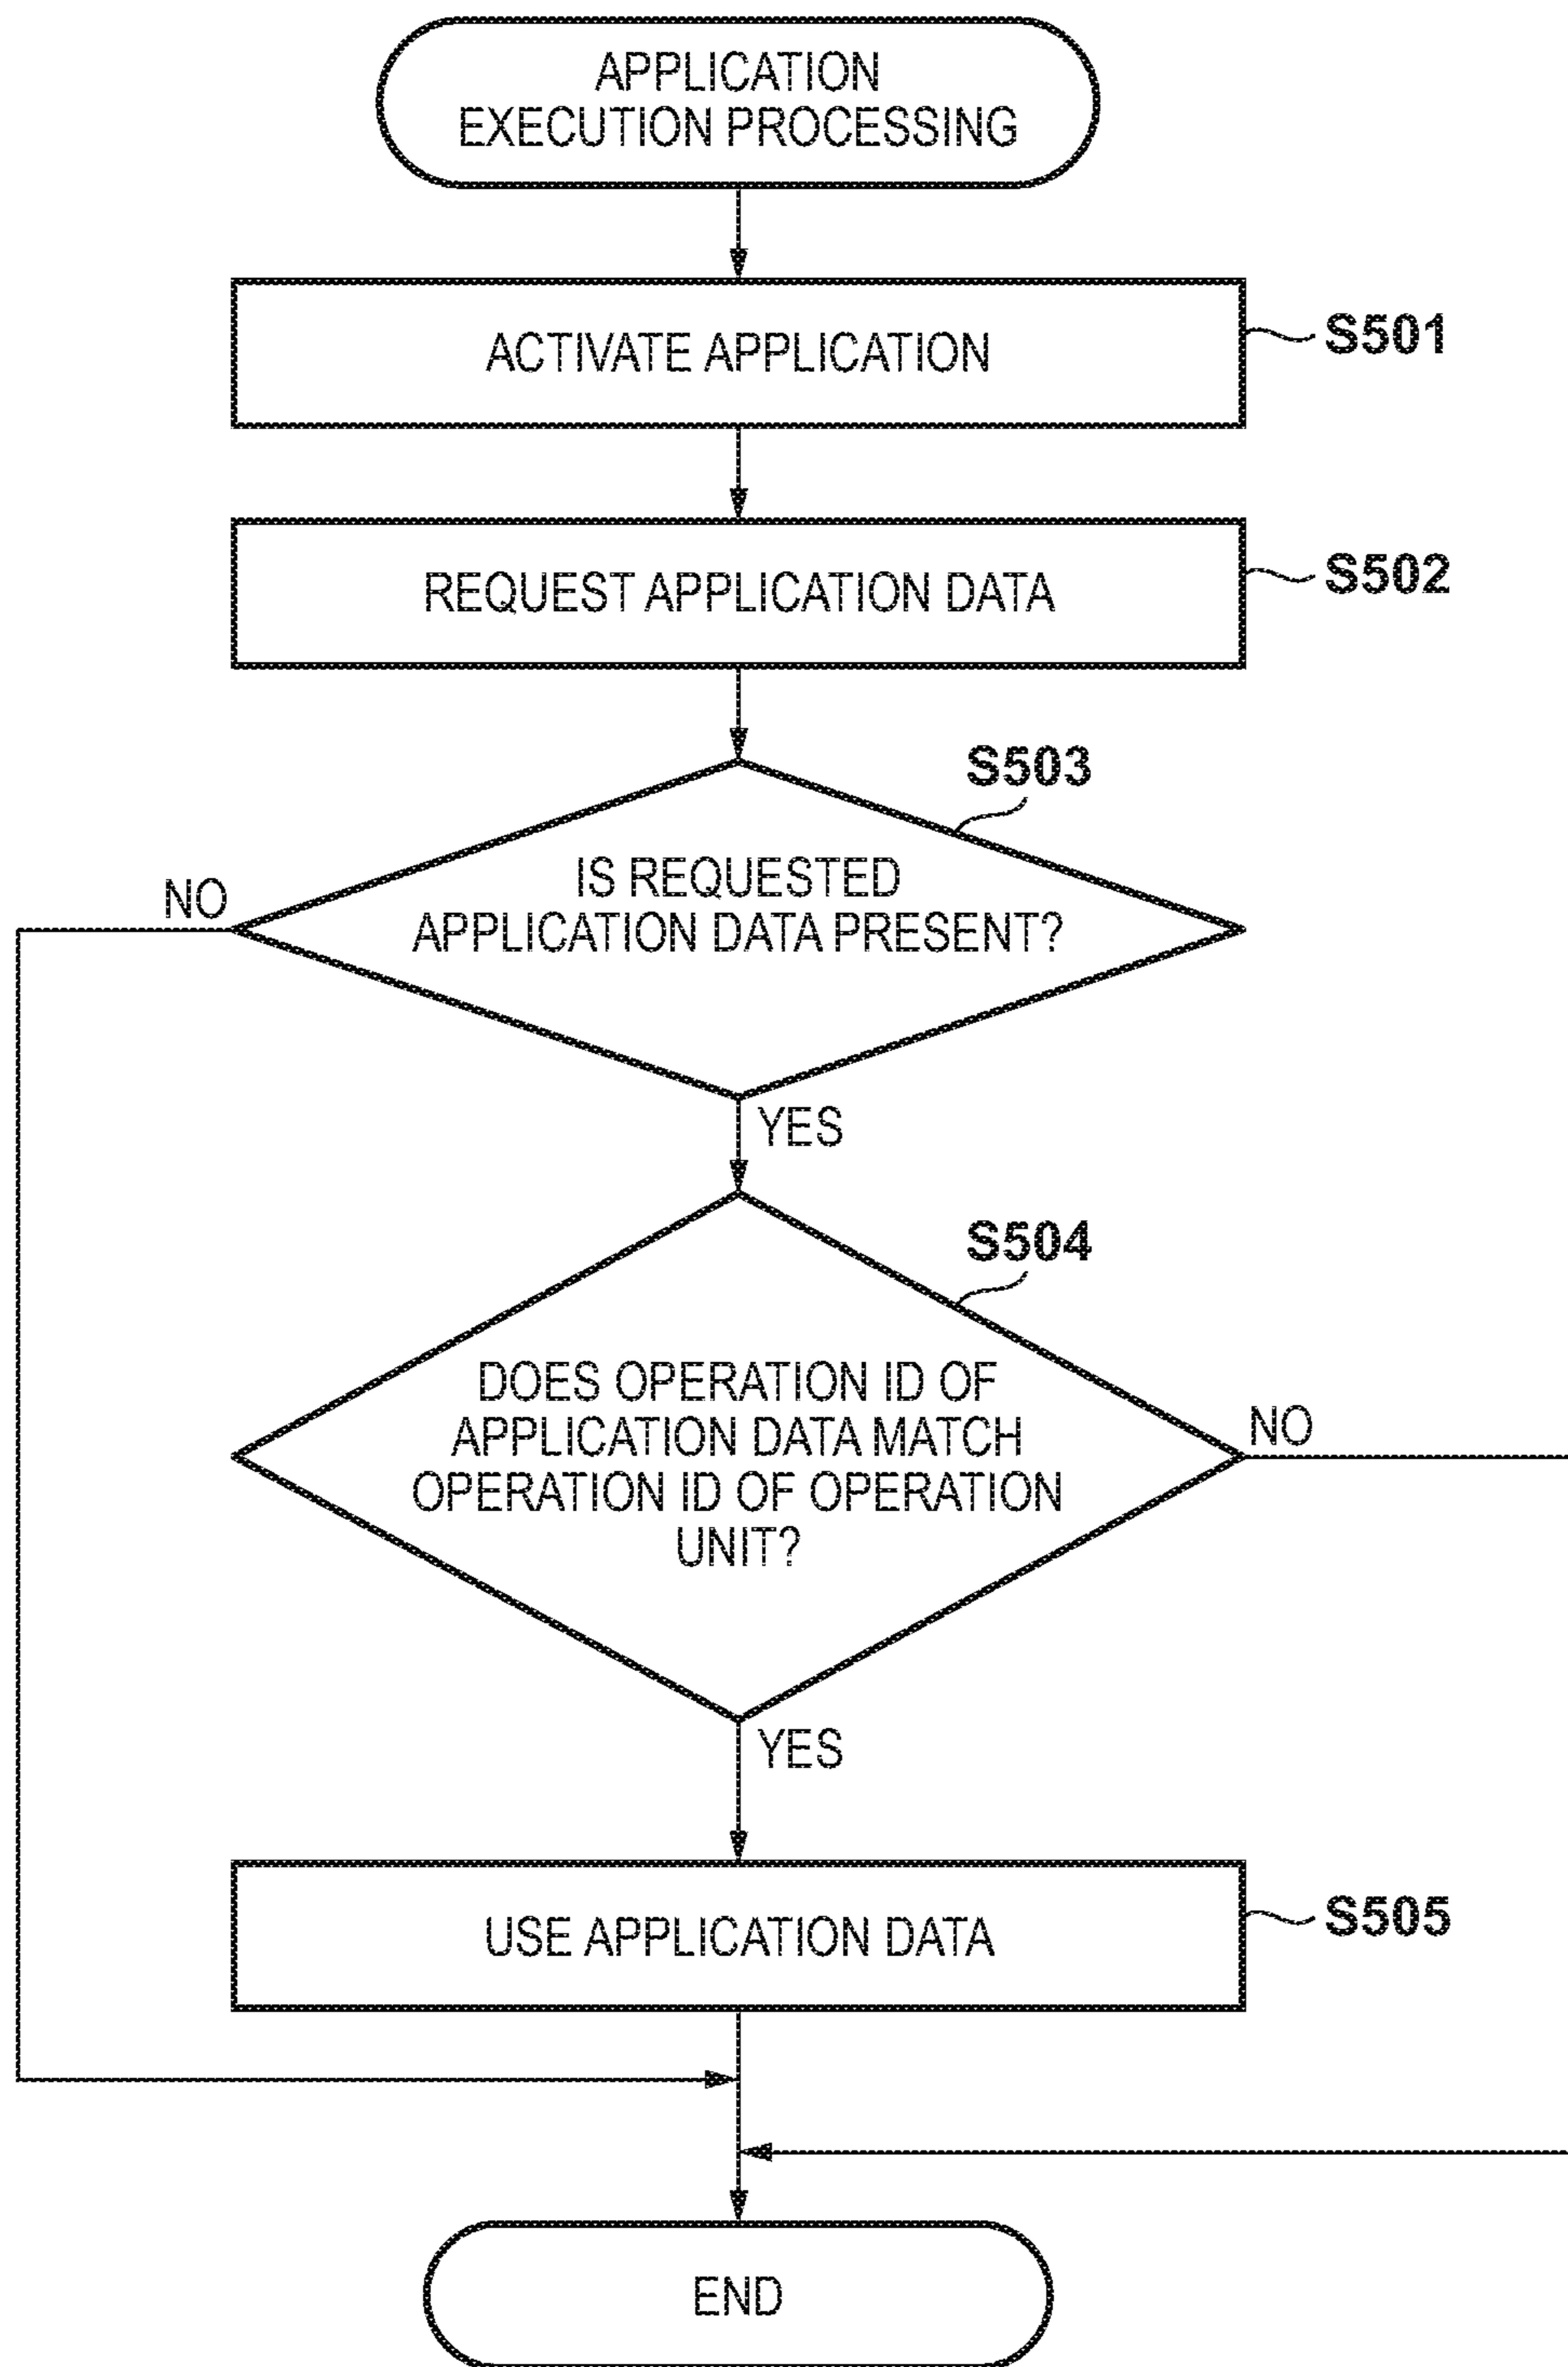 APPLICATION
EXECUTION PROCESSING
ACTIVATE APPLICATION
S501
REQUEST APPLICATION DATA
S502
S503
IS REQUESTED
APPLICATION DATA PRESENT?
NO
YES
S504
DOES OPERATION ID OF
APPLICATION DATA MATCH
OPERATION ID OF OPERATION
UNIT?
NO
YES
USE APPLICATION DATA
S505
END